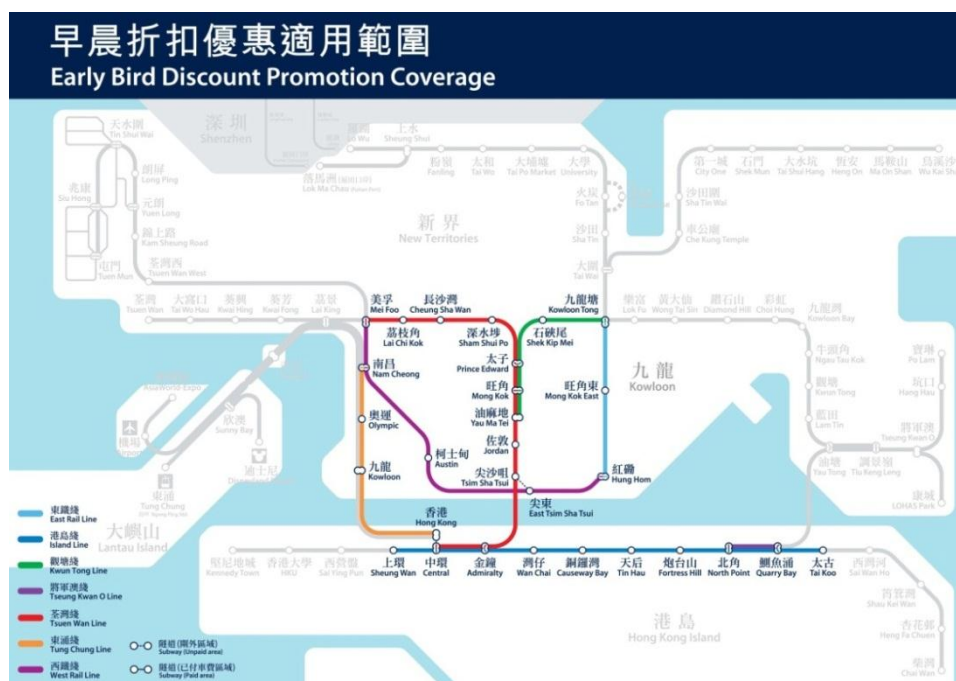 早晨折扣優惠適用範圍
Early Bird Discount Promotion Coverage
天水圍
Tin Shui Wai
深圳
Shenzhen
羅湖
Lo Wu
上水
Sheung Shui
朗屏
Long Ping
落馬洲
Lok Ma Chau
粉嶺
Fanling
太和
Tai Wo
大埔墟
Tai Po Market
大學
University
第一城
City One
石門
Shek Mun
大水坑
Tai Shui Hang
恆安
Heng On
馬鞍山
Ma On Shan
烏溪沙
Wu Kai Sha
兆康
Siu Hong
元朗
Yuen Long
火炭
Fo Tan
沙田圍
Sha Tin Wai
錦上路
Kam Sheung Road
新界
New Territories
沙田
Sha Tin
車公廟
Che Kung Temple
屯門
Tuen Mun
荃灣西
Tsuen Wan West
大圍
Tai Wai
荃灣
Tsuen Wan
大窩口
Tai Wo Hau
葵興
Kwai Hing
葵芳
Kwai Fong
荔景
Lai King
美孚
Mei Foo
長沙灣
Cheung Sha Wan
九龍塘
Kowloon Tong
樂富
Lok Fu
黃大仙
Wong Tai Sin
鑽石山
Diamond Hill
彩虹
Choi Hung
九龍灣
Kowloon Bay
荔枝角
Lai Chi Kok
深水埗
Sham Shui Po
石硤尾
Shek Kip Mei
牛頭角
Ngau Tau Kok
寶琳
Po Lam
南昌
Nam Cheong
太子
Prince Edward
九龍
Kowloon
觀塘
Kwun Tong
坑口
Hang Hau
AsiaWorld Expo
旺角
Mong Kok
旺角東
Mong Kok East
欣澳
Sunny Bay
奧運
Olympic
油麻地
Yau Ma Tei
藍田
Lam Tin
將軍澳
Tseung Kwan O
機場
佐敦
Jordan
柯士甸
Austin
迪士尼
九龍
Kowloon
尖沙咀
Tsim Sha Tsui
紅磡
Hung Hom
油塘
Yau Tong
調景嶺
Tiu Keng Leng
東涌
Tung Chung
尖東
East Tsim Sha Tsui
康城
LOHAS Park
香港
Hong Kong
大嶼山
Lantau Island
東鐵綫
East Rail Line
港島綫
Island Line
觀塘綫
Kwun Tong Line
將軍澳綫
Tseung Kwan O Line
荃灣綫
Tsuen Wan Line
東涌綫
Tung Chung Line
西鐵綫
West Rail Line
堅尼地城
Kennedy Town
香港大學
HKU
西營盤
Sai Ying Pun
上環
Sheung Wan
中環
Central
金鐘
Admiralty
灣仔
Wan Chai
銅鑼灣
Causeway Bay
天后
Tin Hau
炮台山
Fortress Hill
北角
North Point
鰂魚涌
Quarry Bay
太古
Tai Koo
西灣河
Sai Wan Ho
筲箕灣
Shau Kei Wan
港島
Hong Kong Island
杏花邨
Heng Fa Chuen
柴灣
Chai Wan
隧道(閘外區域)
Subway (Unpaid area)
隧道(已付車費區域)
Subway (Paid area)